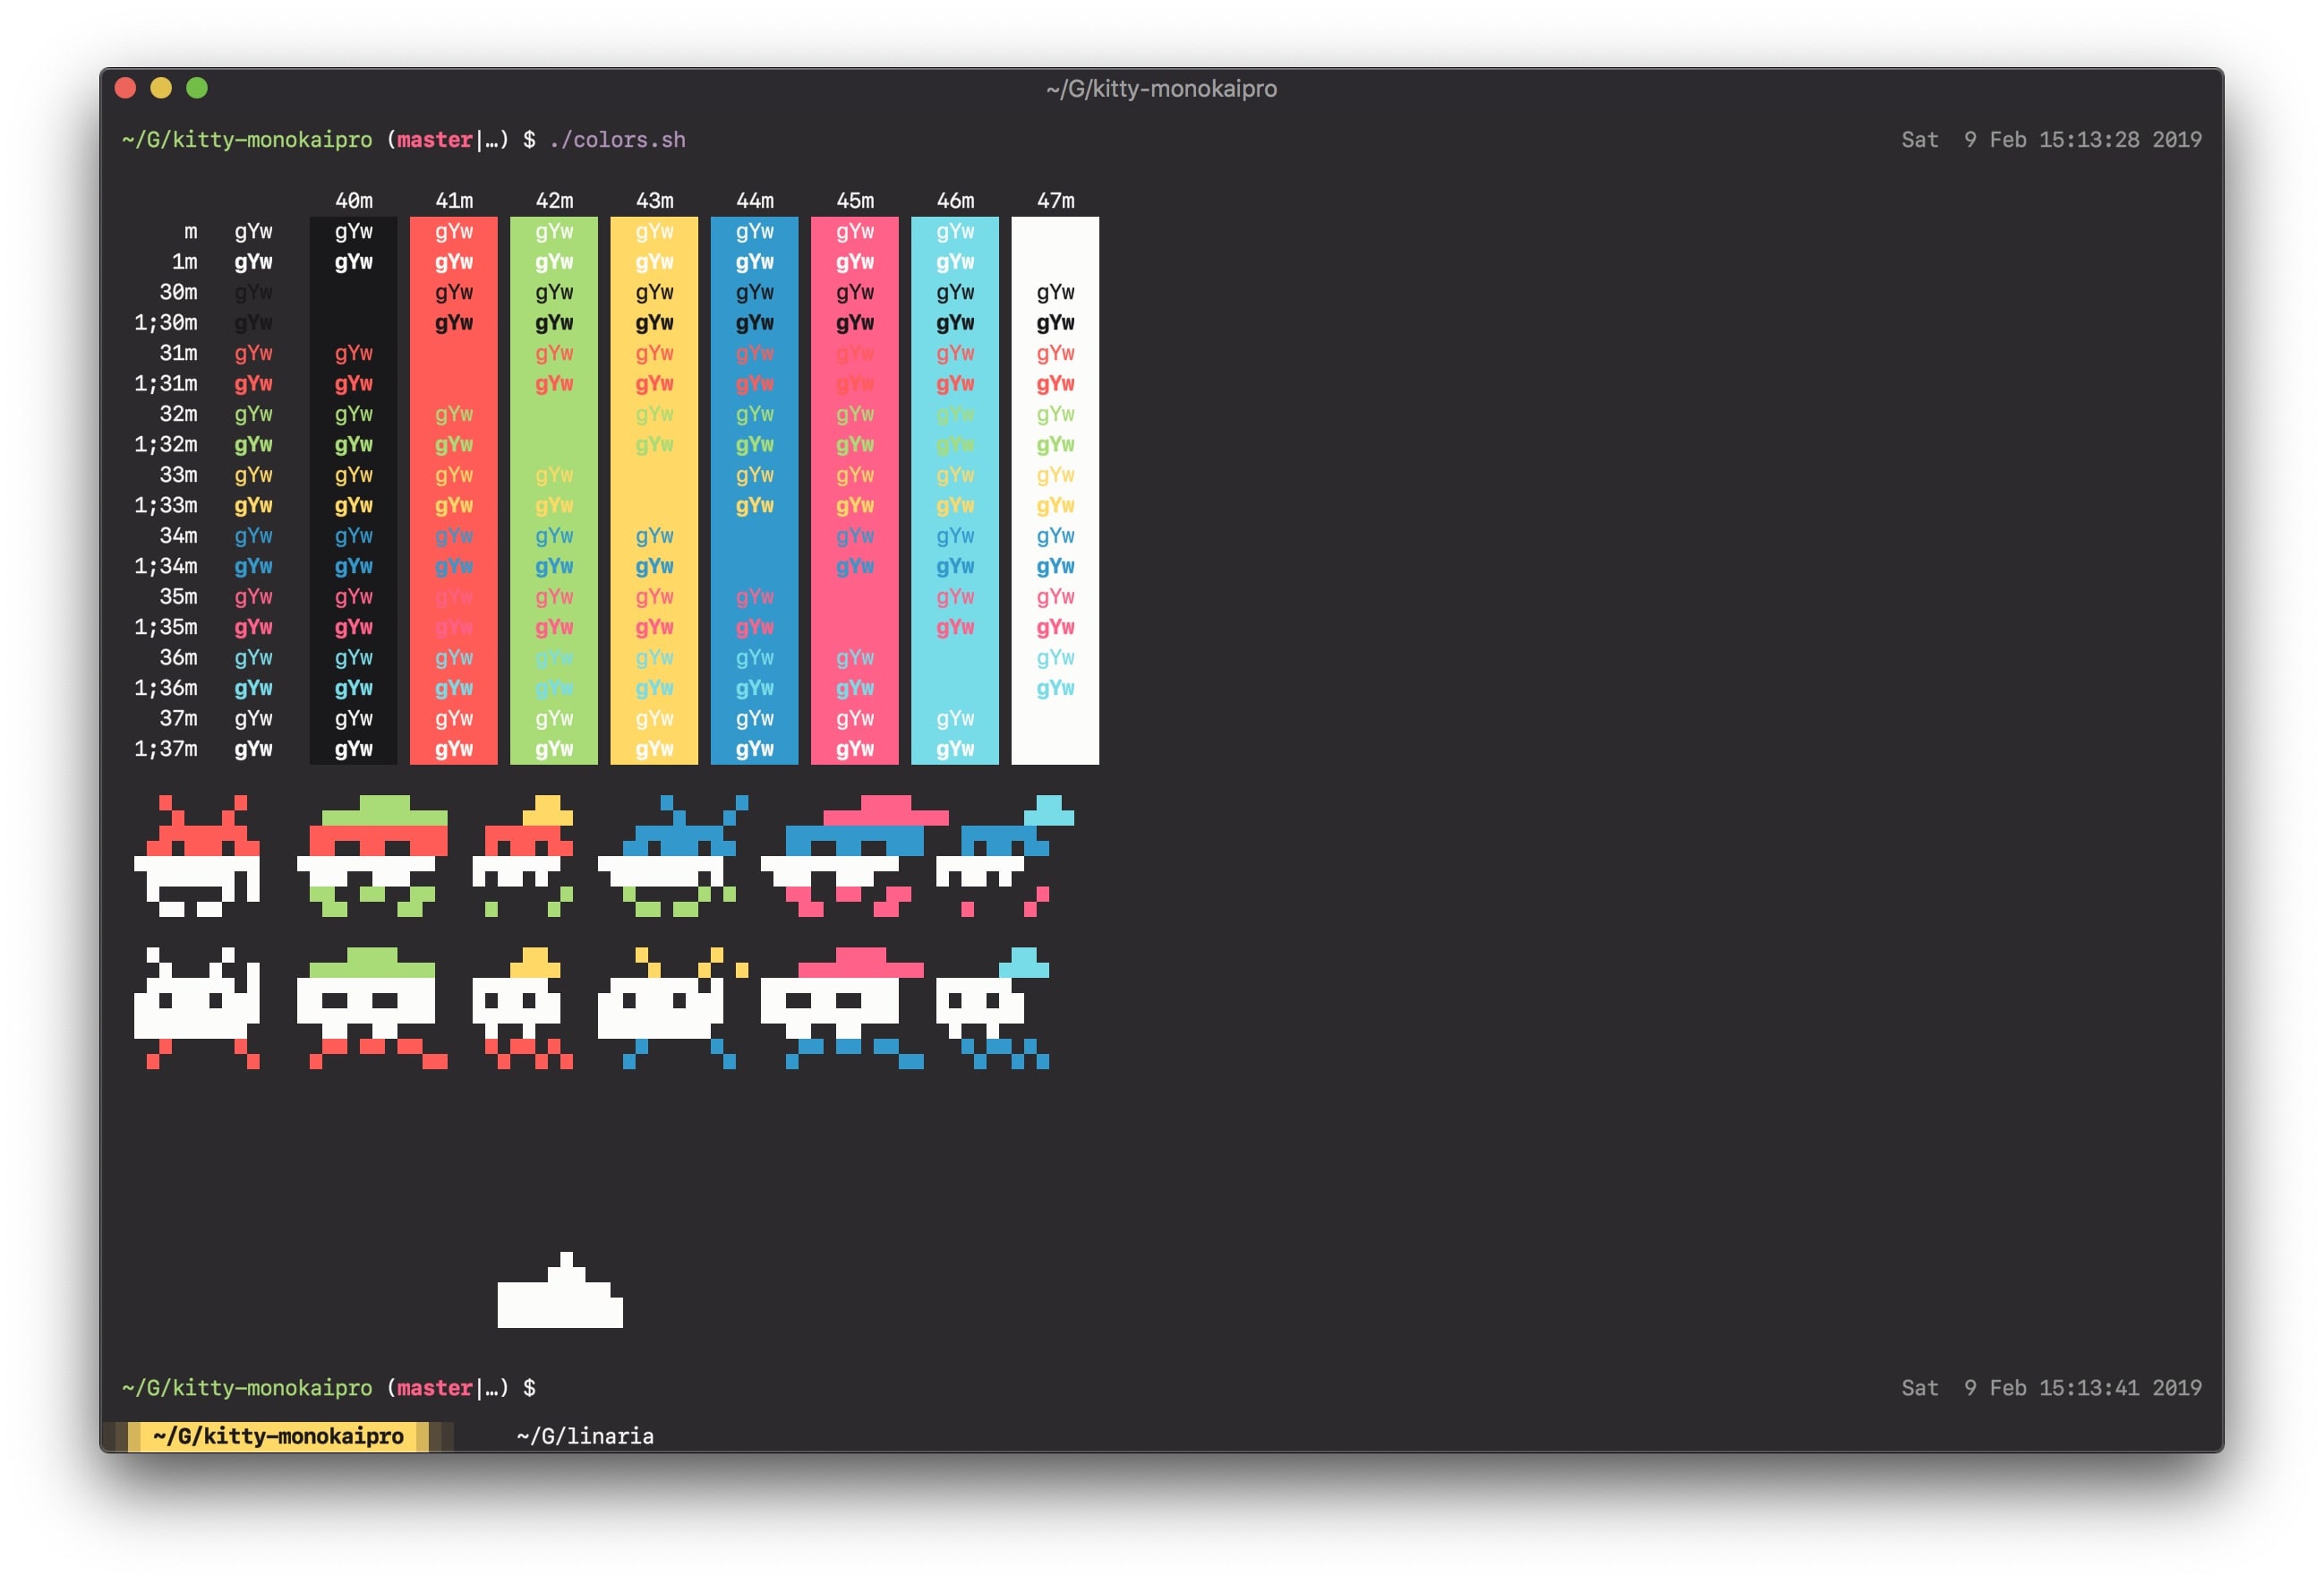 ~/G/kitty-monokaipro
~/G/kitty-monokaipro (master|…) $ ./colors.sh Sat  9 Feb 15:13:28 2019
40m 41m 42m 43m 44m 45m 46m 47m
m gYw gYw gYw gYw gYw gYw gYw gYw
1m gYw gYw gYw gYw gYw gYw gYw gYw
30m gYw gYw gYw gYw gYw gYw gYw gYw
1;30m gYw gYw gYw gYw gYw gYw gYw gYw
31m gYw gYw gYw gYw gYw gYw gYw gYw
1;31m gYw gYw gYw gYw gYw gYw gYw gYw
32m gYw gYw gYw gYw gYw gYw gYw gYw
1;32m gYw gYw gYw gYw gYw gYw gYw gYw
33m gYw gYw gYw gYw gYw gYw gYw gYw
1;33m gYw gYw gYw gYw gYw gYw gYw gYw
34m gYw gYw gYw gYw gYw gYw gYw gYw
1;34m gYw gYw gYw gYw gYw gYw gYw gYw
35m gYw gYw gYw gYw gYw gYw gYw gYw
1;35m gYw gYw gYw gYw gYw gYw gYw gYw
36m gYw gYw gYw gYw gYw gYw gYw gYw
1;36m gYw gYw gYw gYw gYw gYw gYw gYw
37m gYw gYw gYw gYw gYw gYw gYw gYw
1;37m gYw gYw gYw gYw gYw gYw gYw gYw
~/G/kitty-monokaipro (master|…) $ Sat  9 Feb 15:13:41 2019
~/G/kitty-monokaipro ~/G/linaria